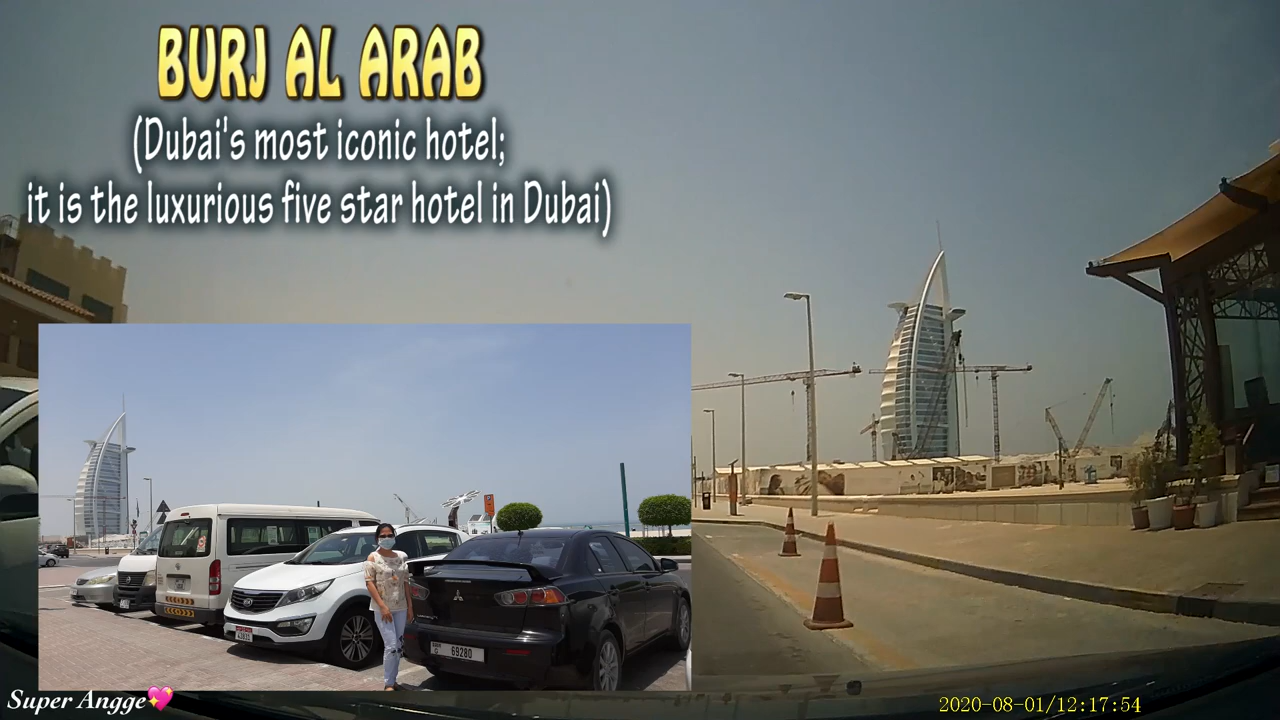 BURJ AL ARAB
(Dubai's most iconic hotel;
it is the luxurious five star hotel in Dubai)
69280
Super Angge
2020-08-01/12:17:54